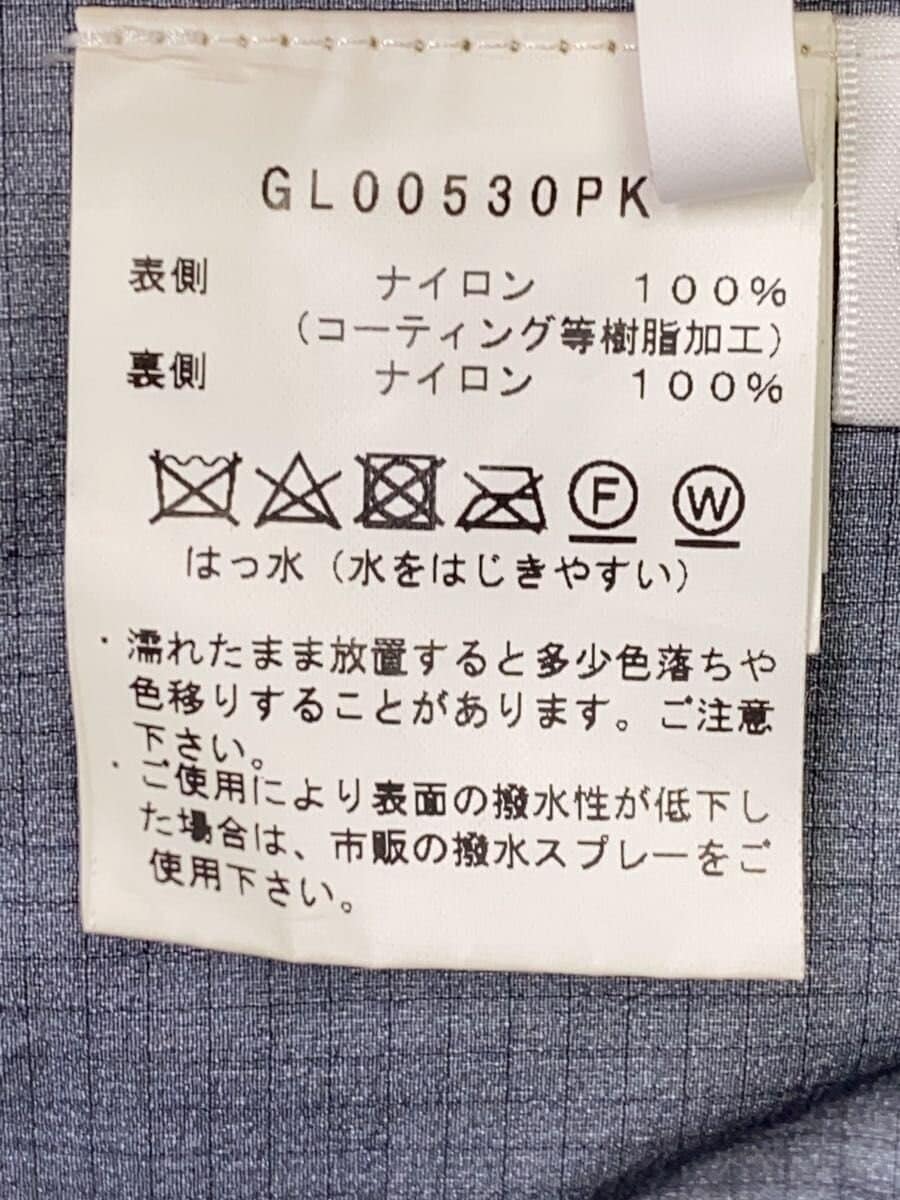 GL00530PK
表側 ナイロン 100%
(コーティング等樹脂加工)
裏側 ナイロン 100%
F W
はっ水(水をはじきやすい)
・濡れたまま放置すると多少色落ちや
色移りすることがあります。ご注意
下さい。
・ご使用により表面の撥水性が低下し
た場合は、市販の撥水スプレーをご
使用下さい。